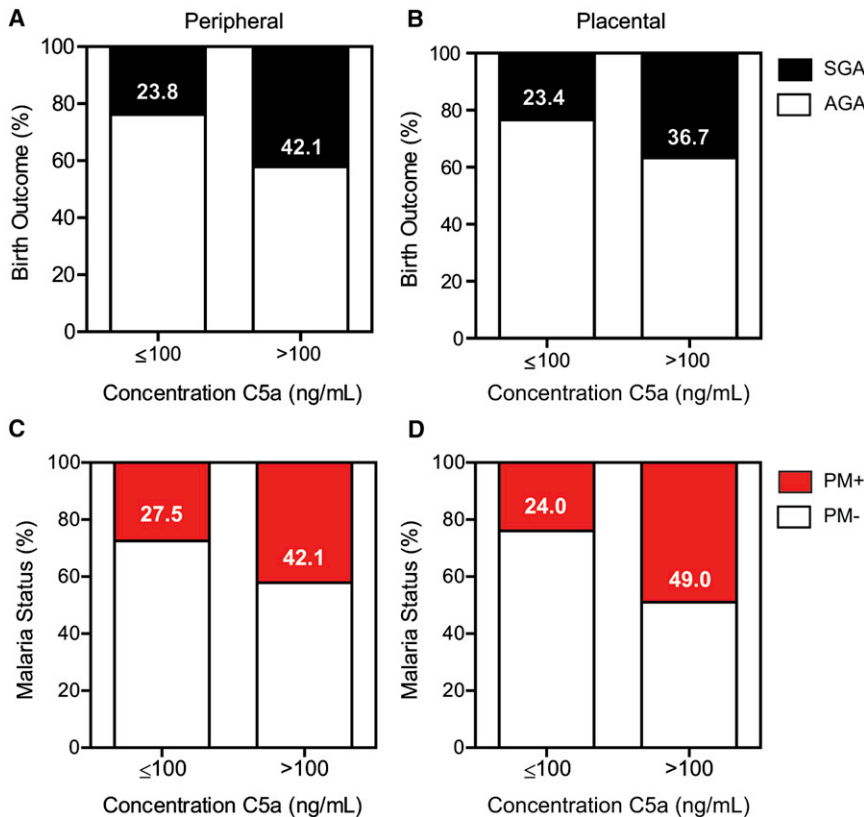 A
Peripheral
Birth Outcome (%)
100
80
60
40
20
0
23.8
42.1
≤100
>100
Concentration C5a (ng/mL)
B
Placental
Birth Outcome (%)
100
80
60
40
20
0
23.4
36.7
≤100
>100
Concentration C5a (ng/mL)
SGA
AGA
C
Malaria Status (%)
100
80
60
40
20
0
27.5
42.1
≤100
>100
Concentration C5a (ng/mL)
D
Malaria Status (%)
100
80
60
40
20
0
24.0
49.0
≤100
>100
Concentration C5a (ng/mL)
PM+
PM-